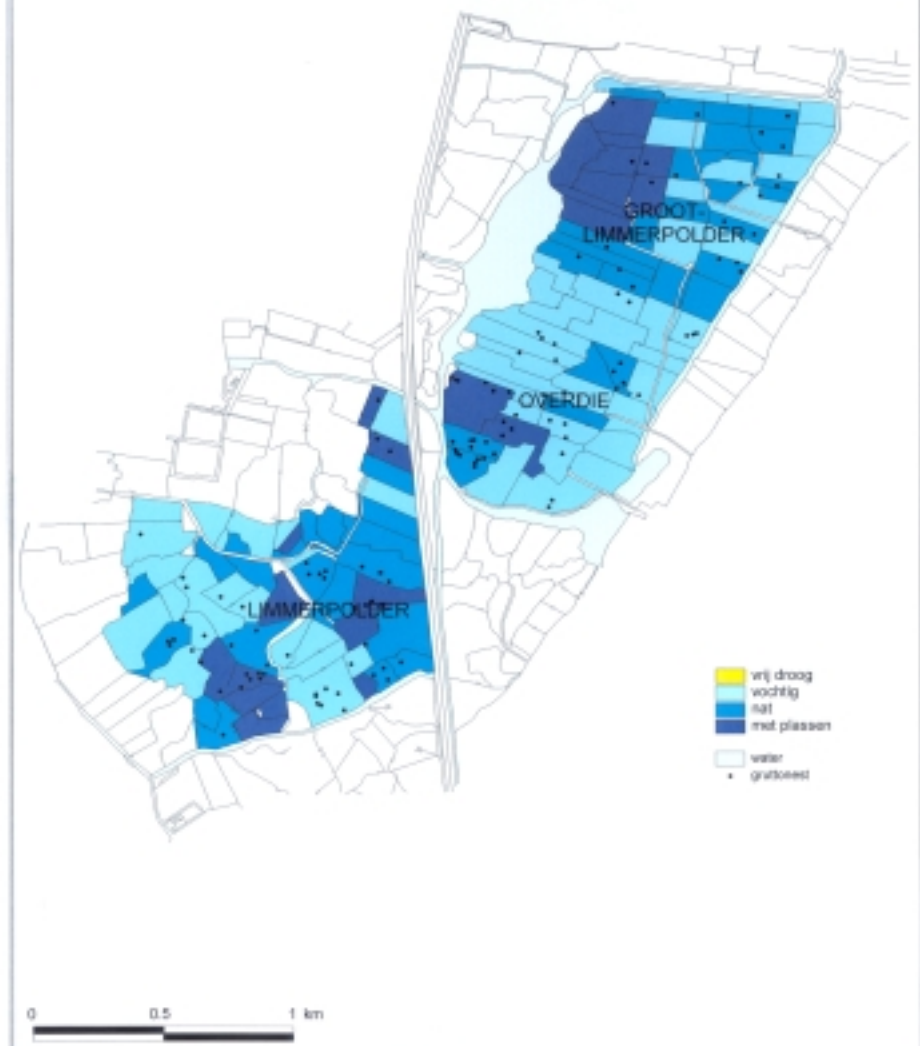 GROOT-
LIMMERPOLDER
OVERDIE
LIMMERPOLDER
vrij droog
vochtig
nat
met plassen
water
gruttonest
0 0.5 1 km